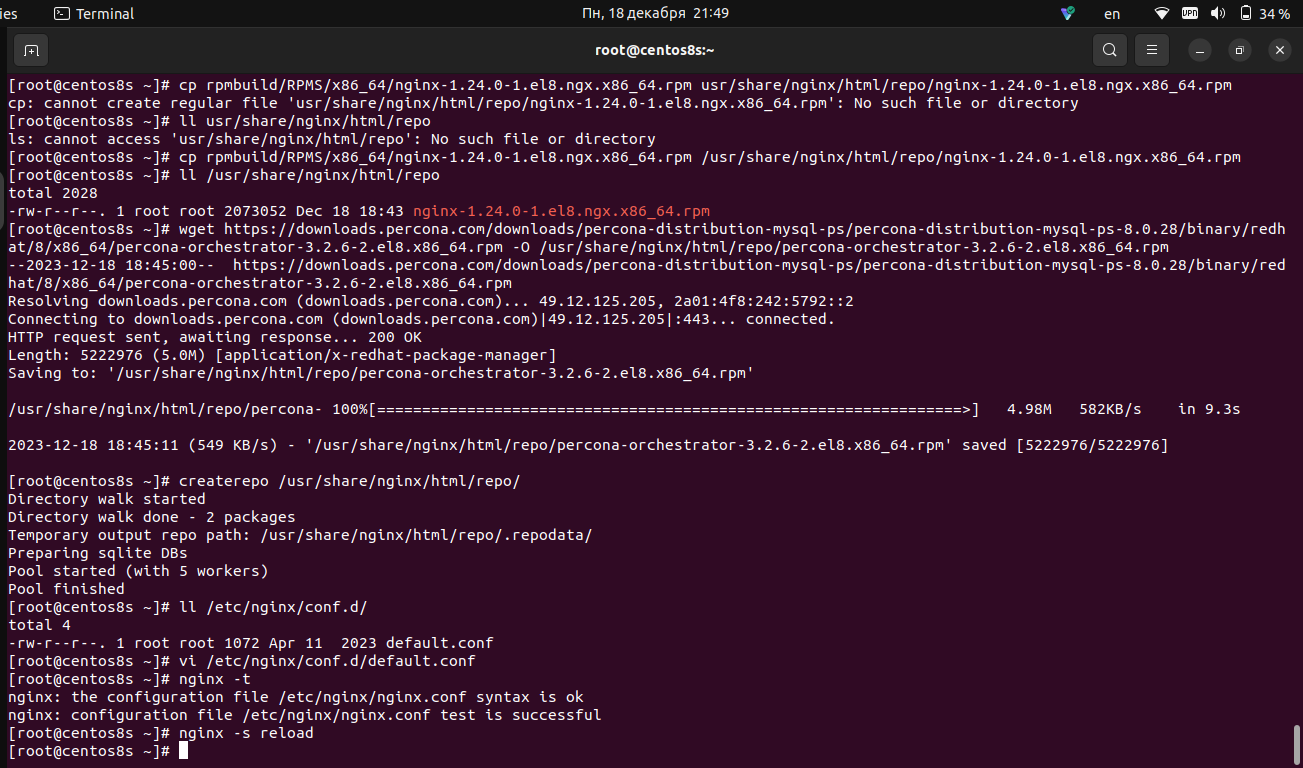 ies Terminal Пн, 18 декабря 21:49 en VPN 34 %
root@centos8s:~
[root@centos8s ~]# cp rpmbuild/RPMS/x86_64/nginx-1.24.0-1.el8.ngx.x86_64.rpm usr/share/nginx/html/repo/nginx-1.24.0-1.el8.ngx.x86_64.rpm
cp: cannot create regular file 'usr/share/nginx/html/repo/nginx-1.24.0-1.el8.ngx.x86_64.rpm': No such file or directory
[root@centos8s ~]# ll usr/share/nginx/html/repo
ls: cannot access 'usr/share/nginx/html/repo': No such file or directory
[root@centos8s ~]# cp rpmbuild/RPMS/x86_64/nginx-1.24.0-1.el8.ngx.x86_64.rpm /usr/share/nginx/html/repo/nginx-1.24.0-1.el8.ngx.x86_64.rpm
[root@centos8s ~]# ll /usr/share/nginx/html/repo
total 2028
-rw-r--r--. 1 root root 2073052 Dec 18 18:43 nginx-1.24.0-1.el8.ngx.x86_64.rpm
[root@centos8s ~]# wget https://downloads.percona.com/downloads/percona-distribution-mysql-ps/percona-distribution-mysql-ps-8.0.28/binary/redh
at/8/x86_64/percona-orchestrator-3.2.6-2.el8.x86_64.rpm -O /usr/share/nginx/html/repo/percona-orchestrator-3.2.6-2.el8.x86_64.rpm
--2023-12-18 18:45:00--  https://downloads.percona.com/downloads/percona-distribution-mysql-ps/percona-distribution-mysql-ps-8.0.28/binary/red
hat/8/x86_64/percona-orchestrator-3.2.6-2.el8.x86_64.rpm
Resolving downloads.percona.com (downloads.percona.com)... 49.12.125.205, 2a01:4f8:242:5792::2
Connecting to downloads.percona.com (downloads.percona.com)|49.12.125.205|:443... connected.
HTTP request sent, awaiting response... 200 OK
Length: 5222976 (5.0M) [application/x-redhat-package-manager]
Saving to: '/usr/share/nginx/html/repo/percona-orchestrator-3.2.6-2.el8.x86_64.rpm'
/usr/share/nginx/html/repo/percona- 100%[=================================================================>]   4.98M   582KB/s    in 9.3s
2023-12-18 18:45:11 (549 KB/s) - '/usr/share/nginx/html/repo/percona-orchestrator-3.2.6-2.el8.x86_64.rpm' saved [5222976/5222976]
[root@centos8s ~]# createrepo /usr/share/nginx/html/repo/
Directory walk started
Directory walk done - 2 packages
Temporary output repo path: /usr/share/nginx/html/repo/.repodata/
Preparing sqlite DBs
Pool started (with 5 workers)
Pool finished
[root@centos8s ~]# ll /etc/nginx/conf.d/
total 4
-rw-r--r--. 1 root root 1072 Apr 11  2023 default.conf
[root@centos8s ~]# vi /etc/nginx/conf.d/default.conf
[root@centos8s ~]# nginx -t
nginx: the configuration file /etc/nginx/nginx.conf syntax is ok
nginx: configuration file /etc/nginx/nginx.conf test is successful
[root@centos8s ~]# nginx -s reload
[root@centos8s ~]#